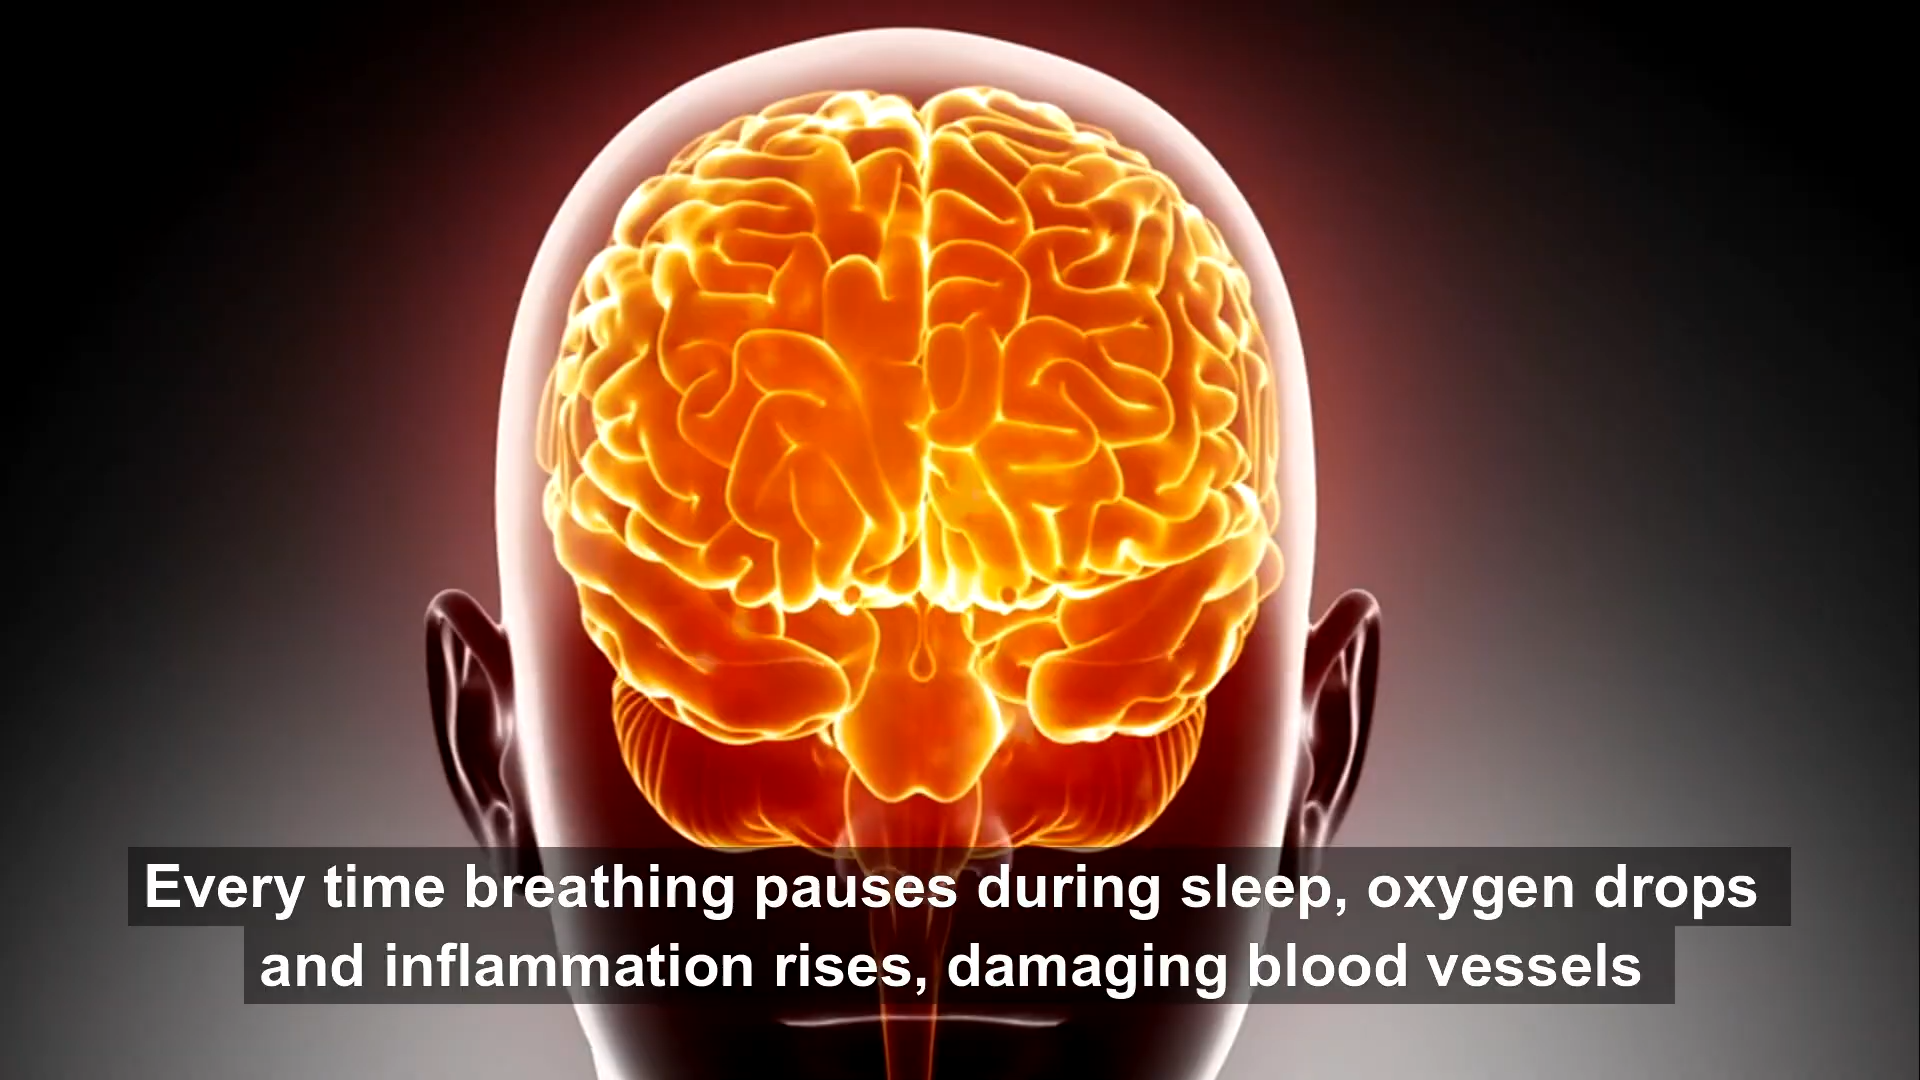 Every time breathing pauses during sleep, oxygen drops
and inflammation rises, damaging blood vessels